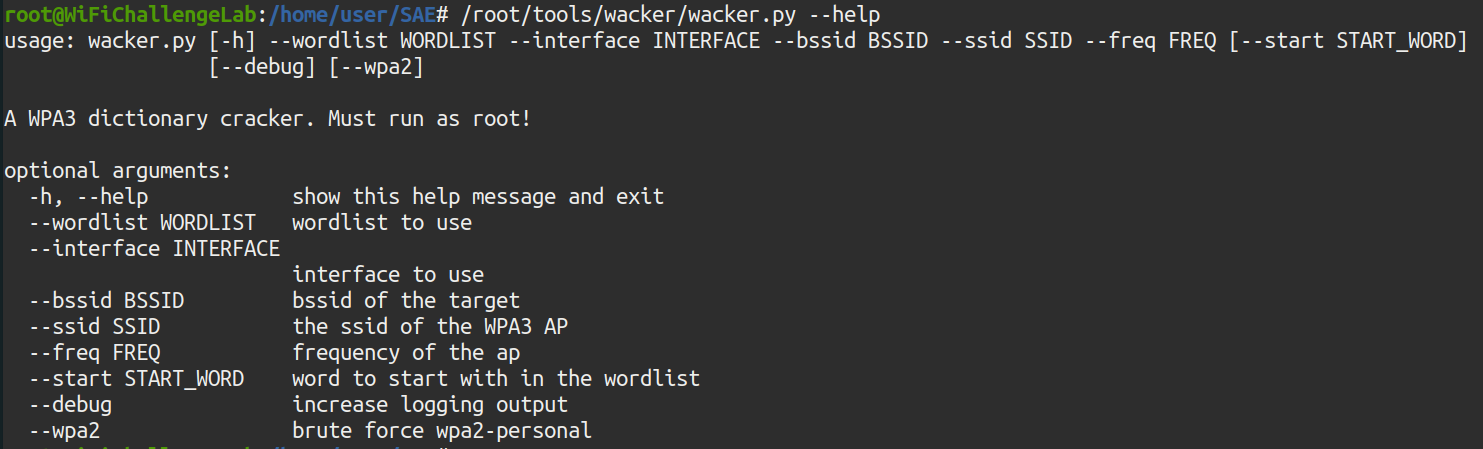 root@WiFiChallengeLab:/home/user/SAE# /root/tools/wacker/wacker.py --help
usage: wacker.py [-h] --wordlist WORDLIST --interface INTERFACE --bssid BSSID --ssid SSID --freq FREQ [--start START_WORD]
[--debug] [--wpa2]
A WPA3 dictionary cracker. Must run as root!
optional arguments:
-h, --help show this help message and exit
--wordlist WORDLIST wordlist to use
--interface INTERFACE
interface to use
--bssid BSSID bssid of the target
--ssid SSID the ssid of the WPA3 AP
--freq FREQ frequency of the ap
--start START_WORD word to start with in the wordlist
--debug increase logging output
--wpa2 brute force wpa2-personal